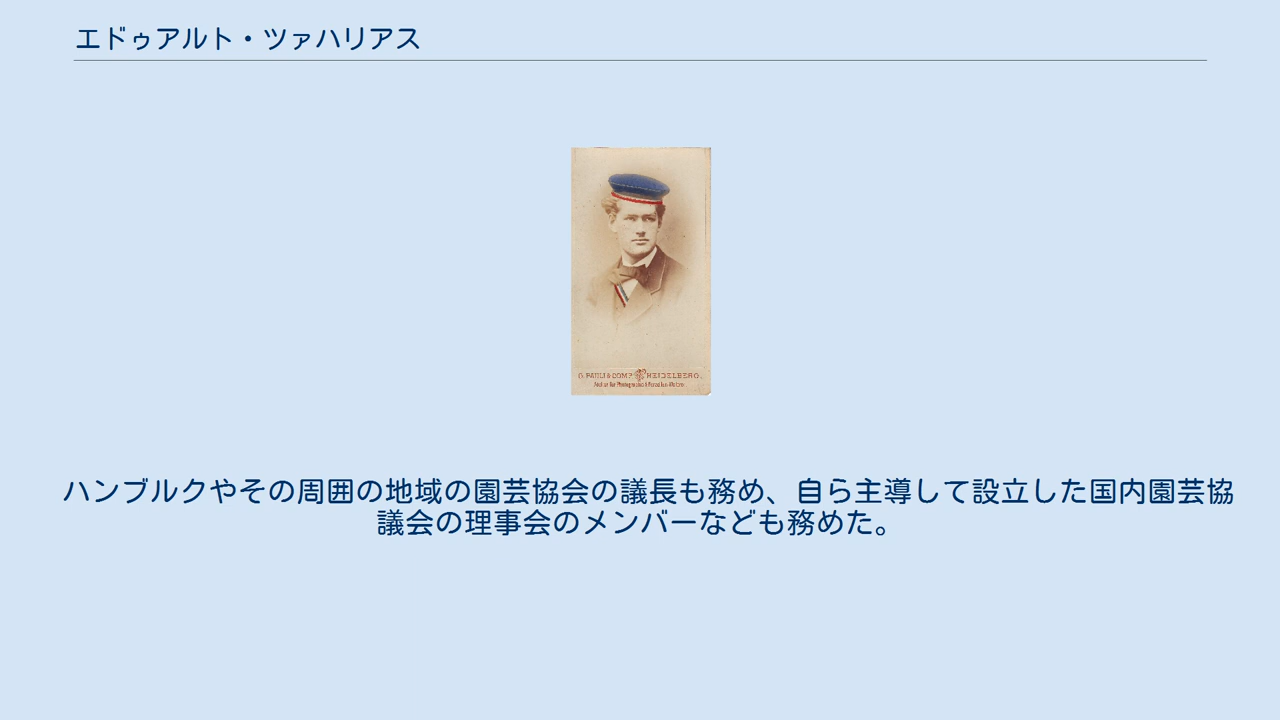 エドゥアルト・ツァハリアス
G. PAULI & COMP. HEIDELBERG.
ハンブルクやその周囲の地域の園芸協会の議長も務め、自ら主導して設立した国内園芸協
議会の理事会のメンバーなども務めた。